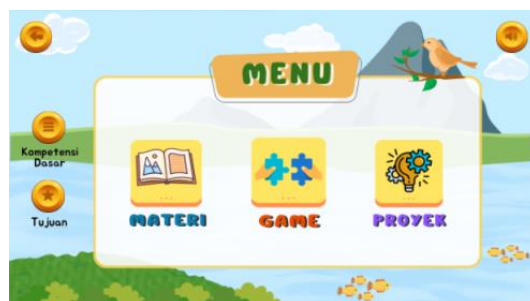 MENU
Kompetensi
Dasar
Tujuan
MATERI
GAME
PROYEK